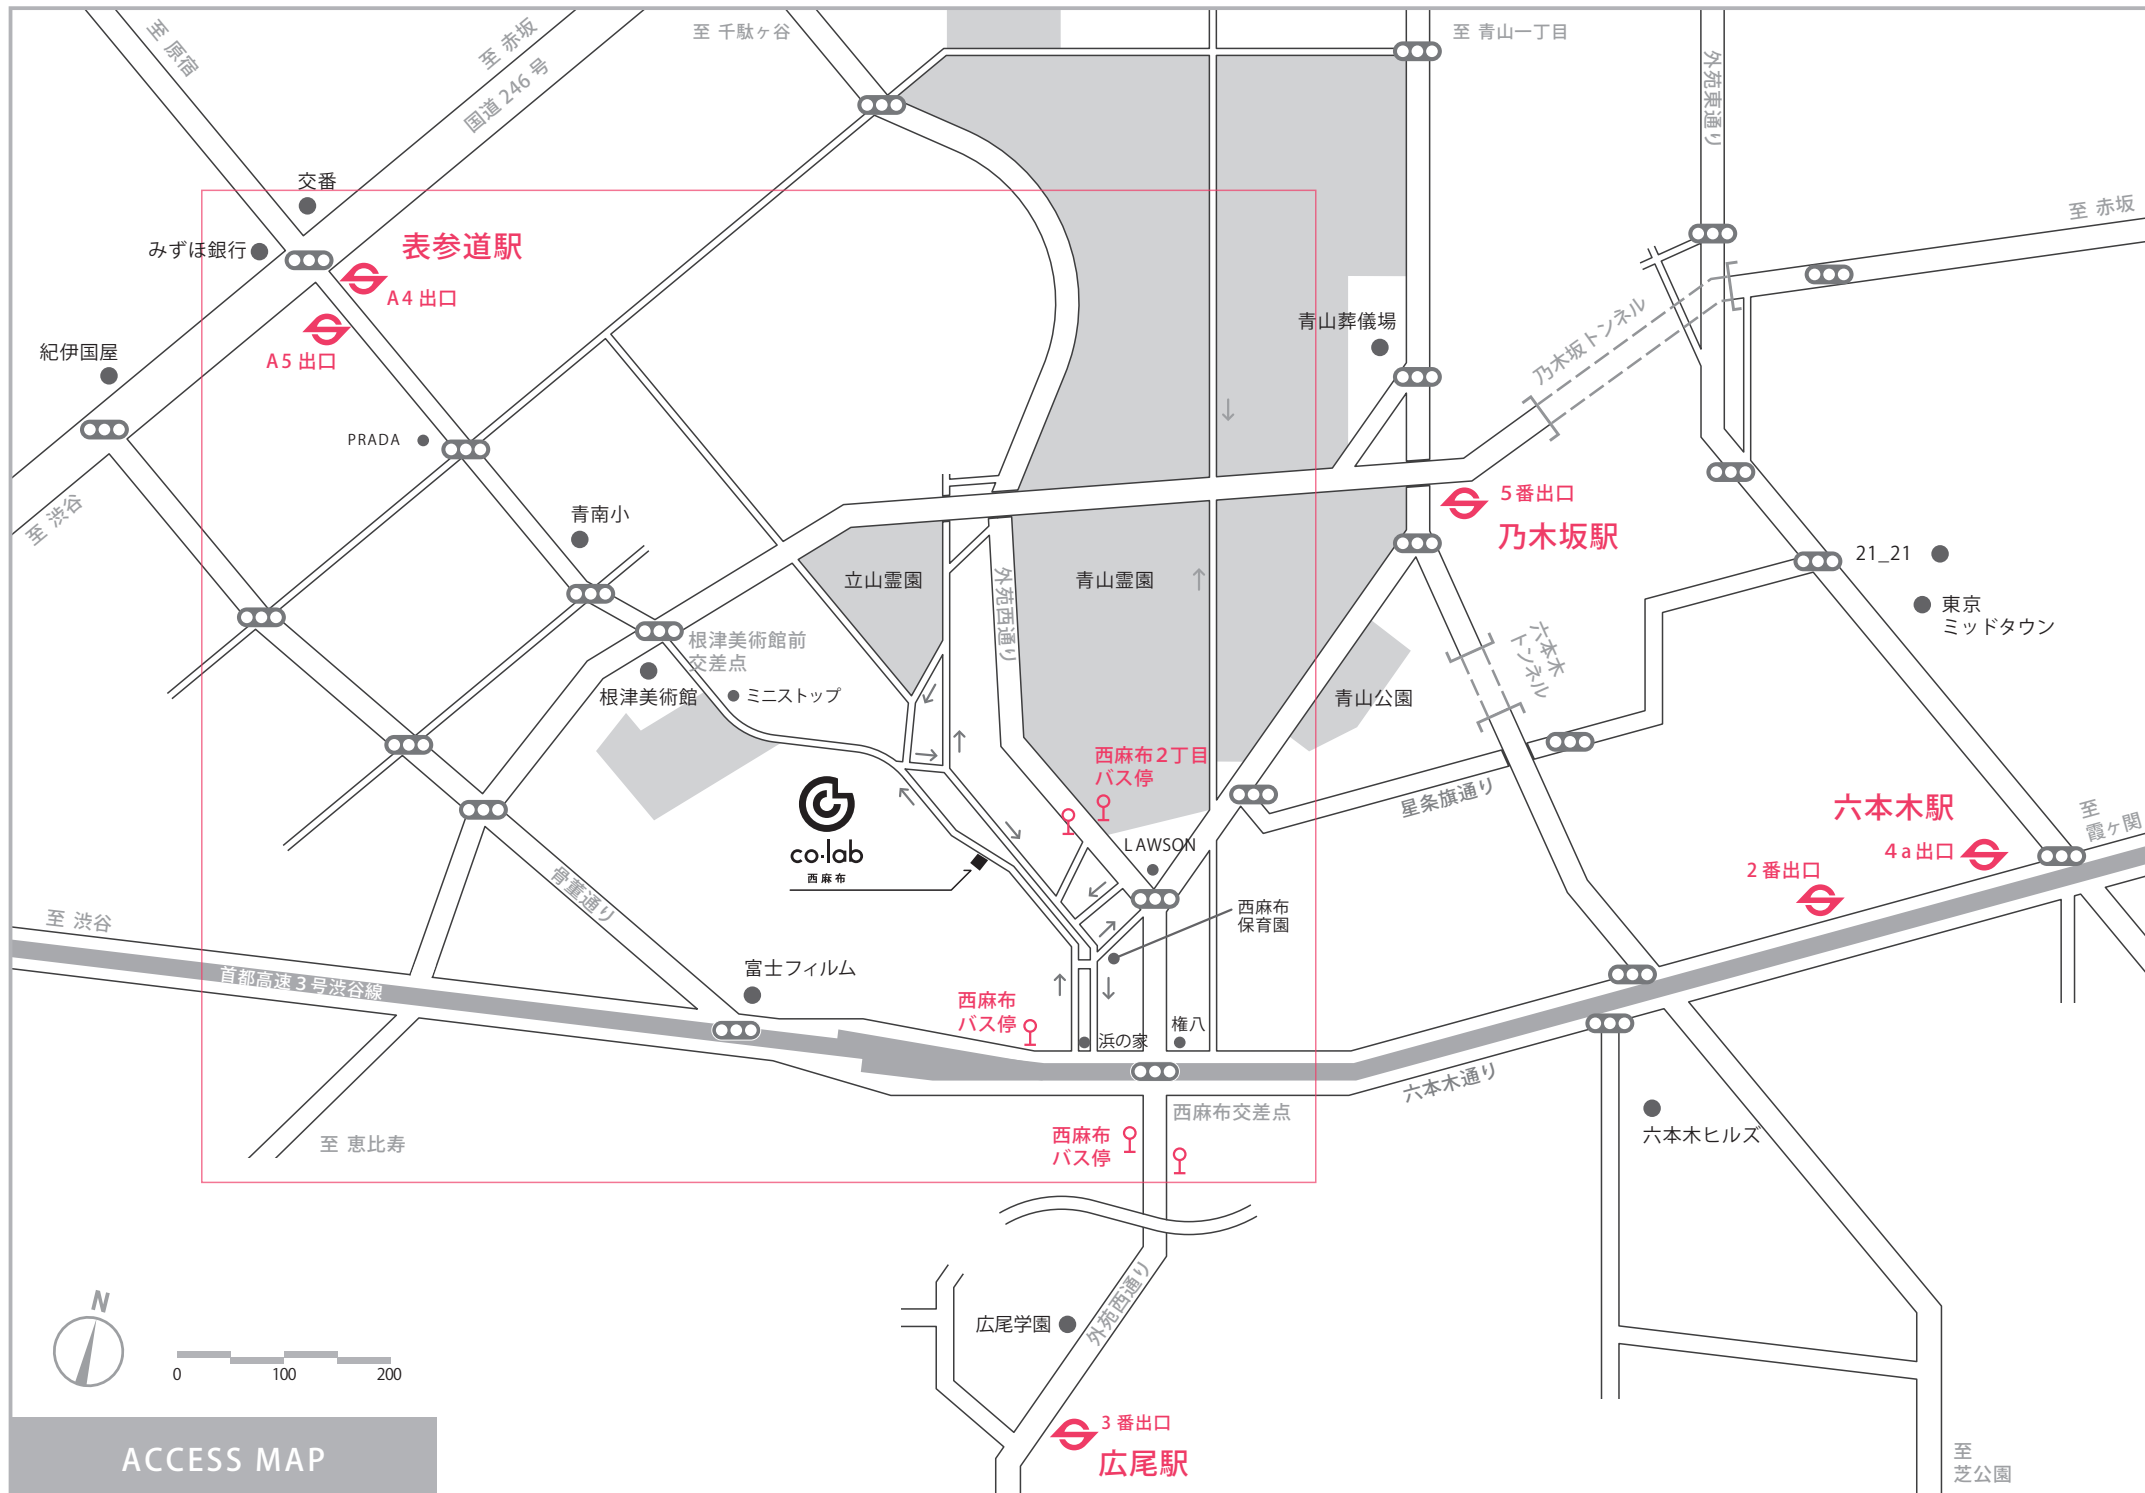 至 原宿
至 赤坂
国道 246 号
至 千駄ヶ谷
至 青山一丁目
外苑東通り
至 赤坂
交番
みずほ銀行
表参道駅
A4 出口
A5 出口
紀伊国屋
至 渋谷
PRADA
青南小
青山葬儀場
乃木坂トンネル
5 番出口
乃木坂駅
21_21
東京
ミッドタウン
立山霊園
青山霊園
外苑西通り
根津美術館前
交差点
根津美術館
ミニストップ
六本木
トンネル
青山公園
西麻布２丁目
バス停
星条旗通り
六本木駅
4a 出口
2 番出口
至
霞ヶ関
LAWSON
co·lab
西麻布
骨董通り
西麻布
保育園
至 渋谷
首都高速 3 号渋谷線
富士フィルム
西麻布
バス停
浜の家
権八
六本木通り
西麻布交差点
西麻布
バス停
六本木ヒルズ
至 恵比寿
広尾学園
外苑西通り
N
0
100
200
3 番出口
広尾駅
至
芝公園
ACCESS MAP